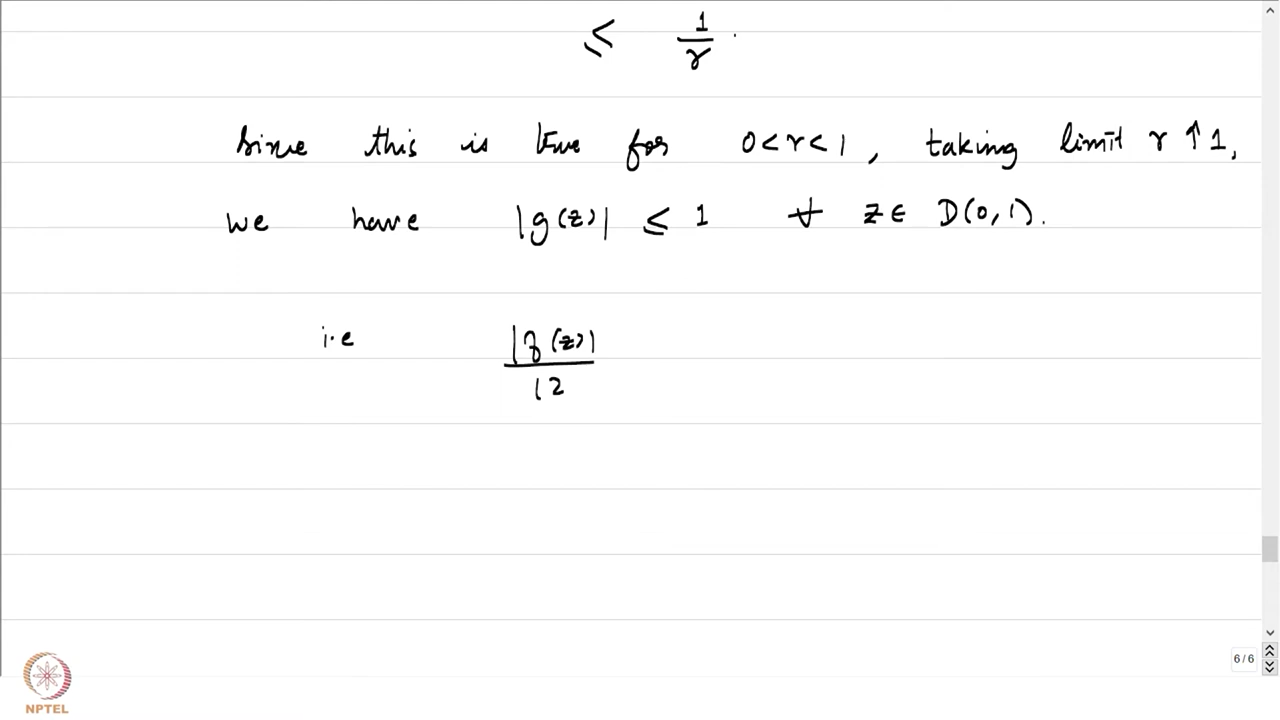 ≤ 1/r .
Since this is true for 0 < r < 1 , taking limit r ↑ 1,
we have |g(z)| ≤ 1 ∀ z ∈ D(0, 1).
i.e |f(z)| / |z
6 / 6
NPTEL